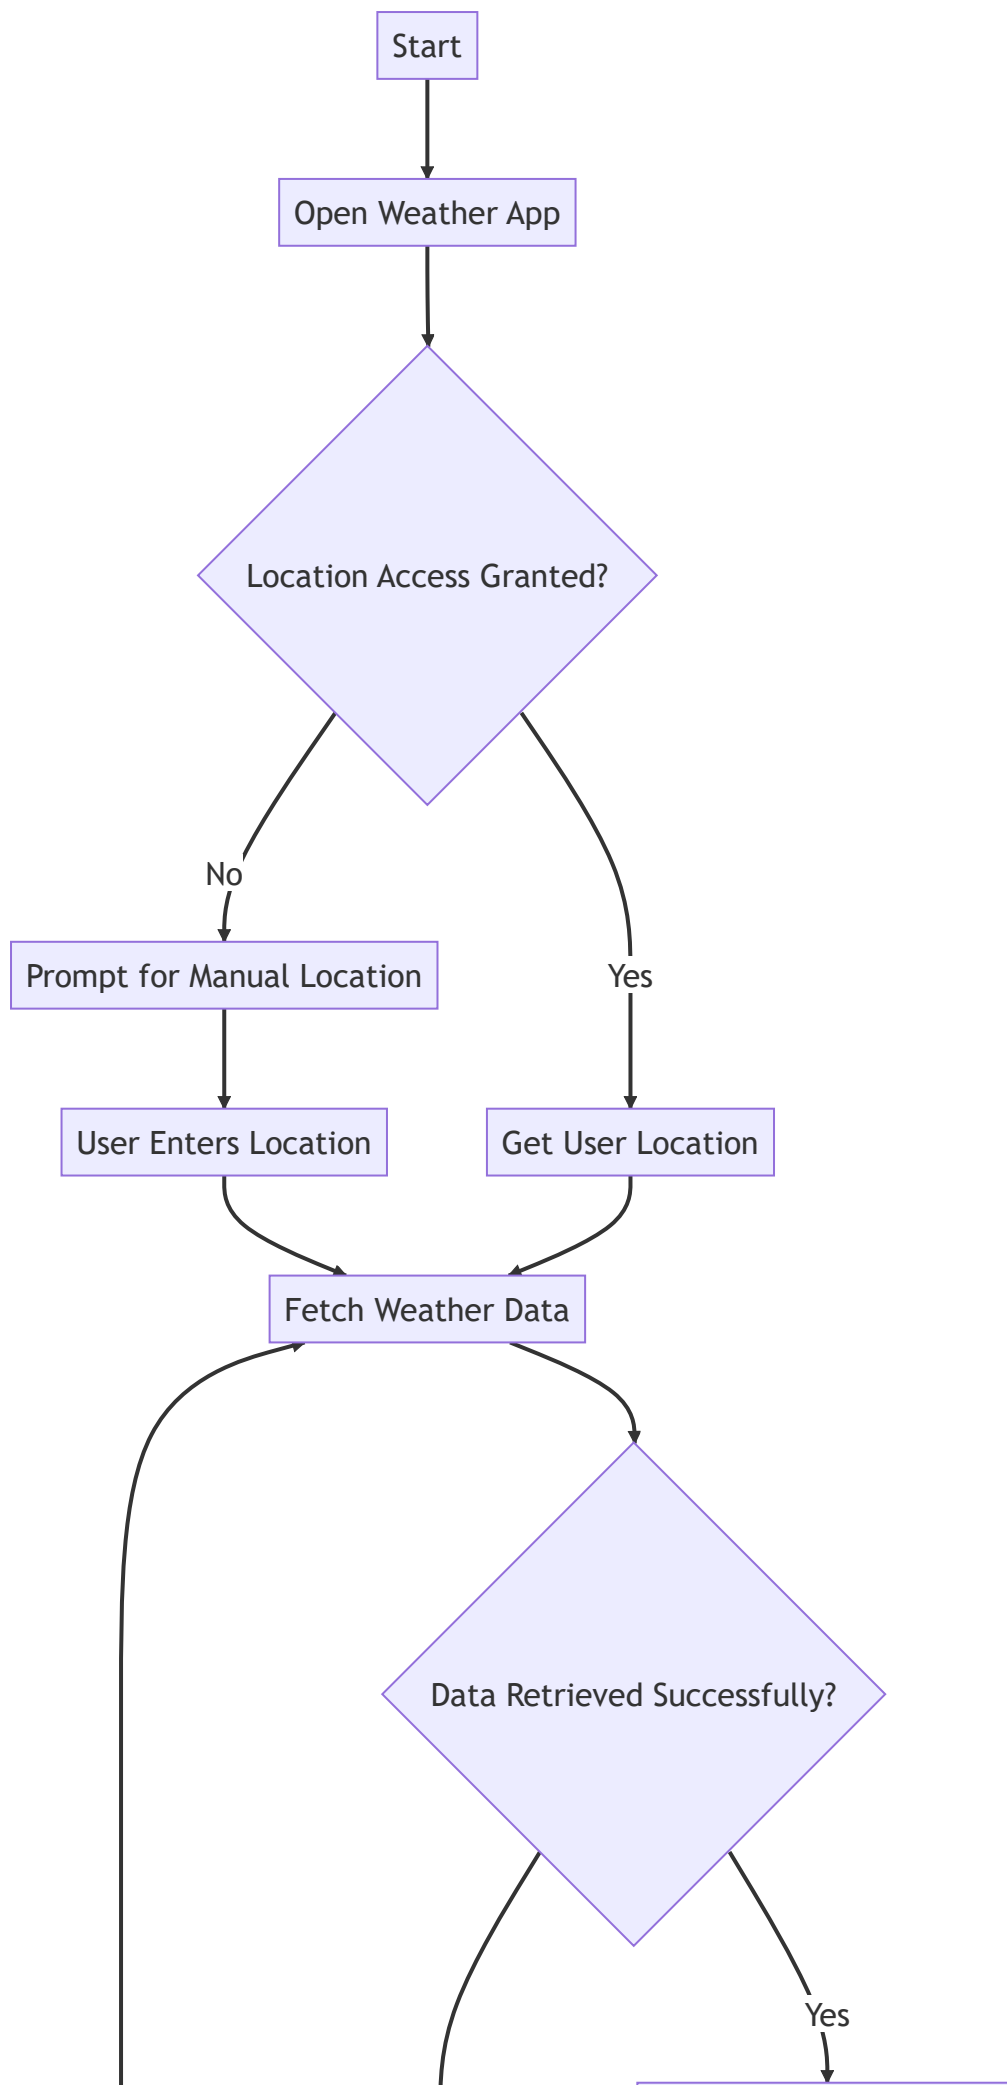 Start
Open Weather App
Location Access Granted?
No
Prompt for Manual Location
Yes
User Enters Location
Get User Location
Fetch Weather Data
Data Retrieved Successfully?
Yes